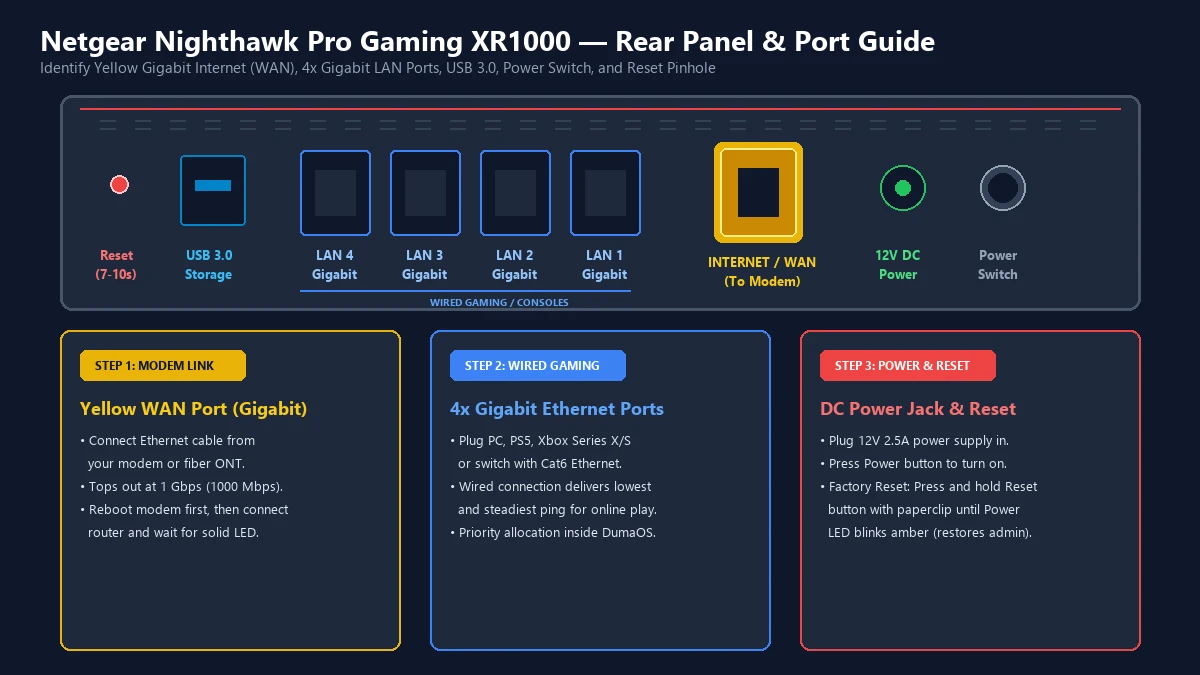 Netgear Nighthawk Pro Gaming XR1000 — Rear Panel & Port Guide
Identify Yellow Gigabit Internet (WAN), 4x Gigabit LAN Ports, USB 3.0, Power Switch, and Reset Pinhole
Reset
(7-10s)
USB 3.0
Storage
LAN 4
Gigabit
LAN 3
Gigabit
LAN 2
Gigabit
LAN 1
Gigabit
WIRED GAMING / CONSOLES
INTERNET / WAN
(To Modem)
12V DC
Power
Power
Switch
STEP 1: MODEM LINK
Yellow WAN Port (Gigabit)
• Connect Ethernet cable from
your modem or fiber ONT.
• Tops out at 1 Gbps (1000 Mbps).
• Reboot modem first, then connect
router and wait for solid LED.
STEP 2: WIRED GAMING
4x Gigabit Ethernet Ports
• Plug PC, PS5, Xbox Series X/S
or switch with Cat6 Ethernet.
• Wired connection delivers lowest
and steadiest ping for online play.
• Priority allocation inside DumaOS.
STEP 3: POWER & RESET
DC Power Jack & Reset
• Plug 12V 2.5A power supply in.
• Press Power button to turn on.
• Factory Reset: Press and hold Reset
button with paperclip until Power
LED blinks amber (restores admin).